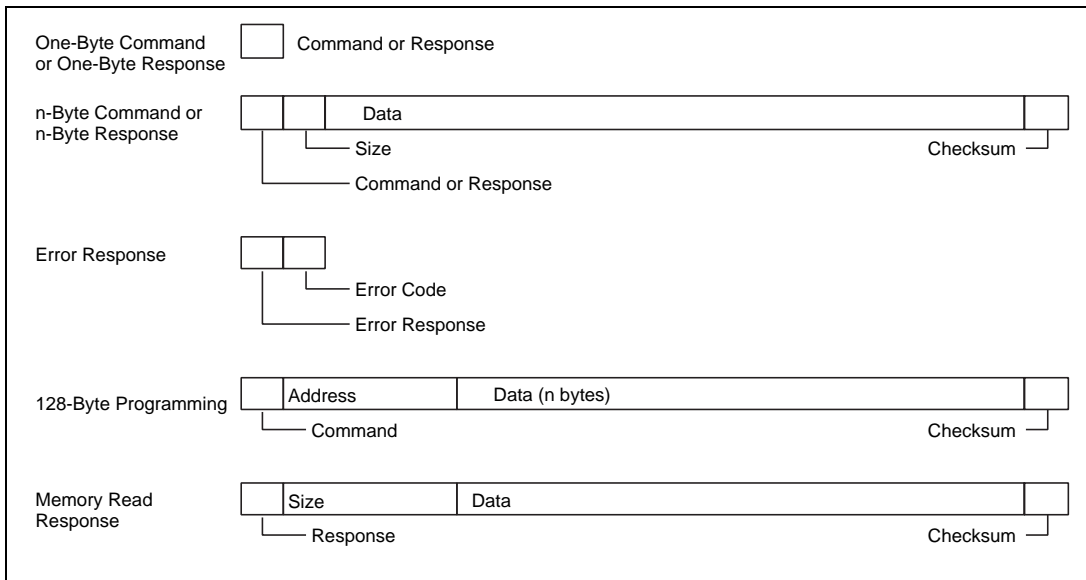 One-Byte Command
or One-Byte Response
Command or Response
n-Byte Command or
n-Byte Response
Data
Size
Checksum
Command or Response
Error Response
Error Code
Error Response
128-Byte Programming
Address
Data (n bytes)
Command
Checksum
Memory Read
Response
Size
Data
Response
Checksum